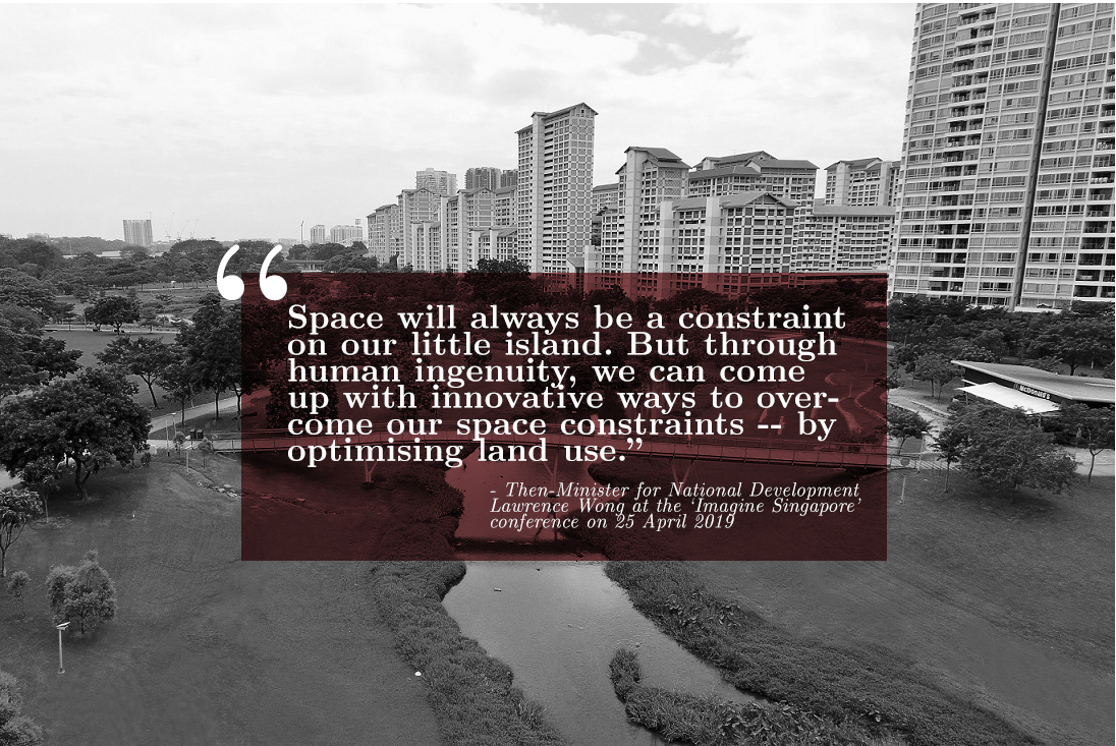 “
Space will always be a constraint
on our little island. But through
human ingenuity, we can come
up with innovative ways to over-
come our space constraints -- by
optimising land use.”
- Then-Minister for National Development
Lawrence Wong at the ‘Imagine Singapore’
conference on 25 April 2019
McDonald's